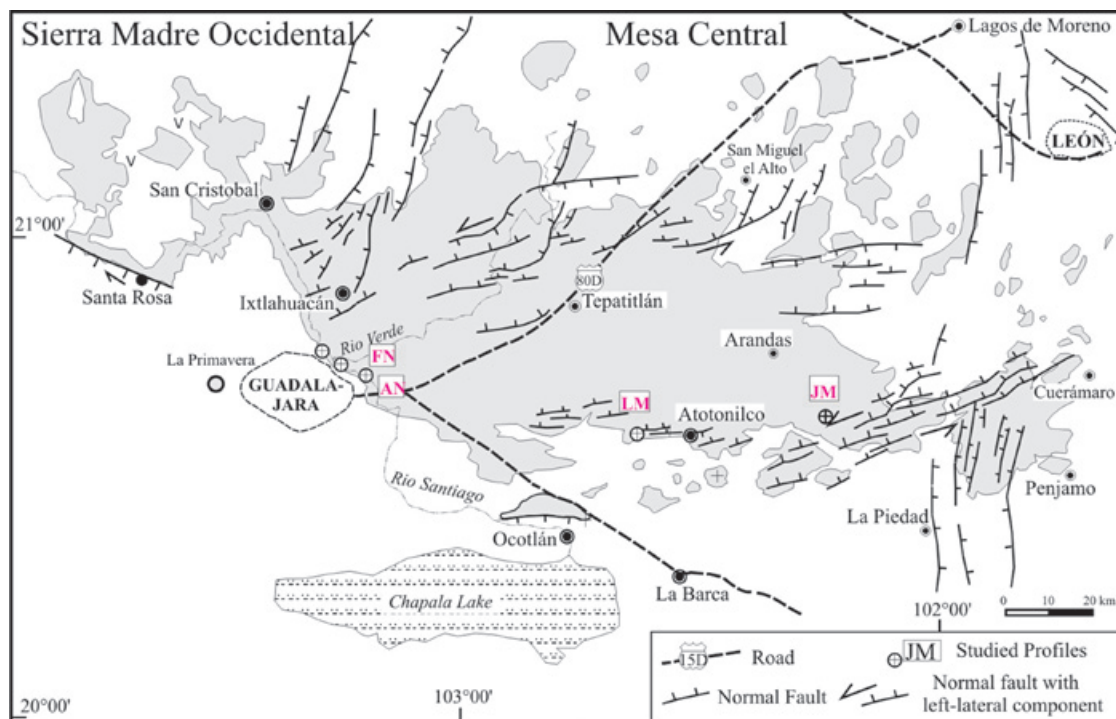 Sierra Madre Occidental
Mesa Central
Lagos de Moreno
LEÓN
San Miguel
el Alto
V
V
San Cristobal
21°00'
Santa Rosa
Ixtlahuacán
80D
Tepatitlán
Rio Verde
FN
La Primavera
GUADALA-
JARA
AN
Arandas
LM
JM
Atotonilco
Cuerámaro
Rio Santiago
Penjamo
La Piedad
Ocotlán
La Barca
Chapala Lake
102°00'
0 10 20 km
15D Road
JM Studied Profiles
Normal Fault
Normal fault with
left-lateral component
20°00'
103°00'